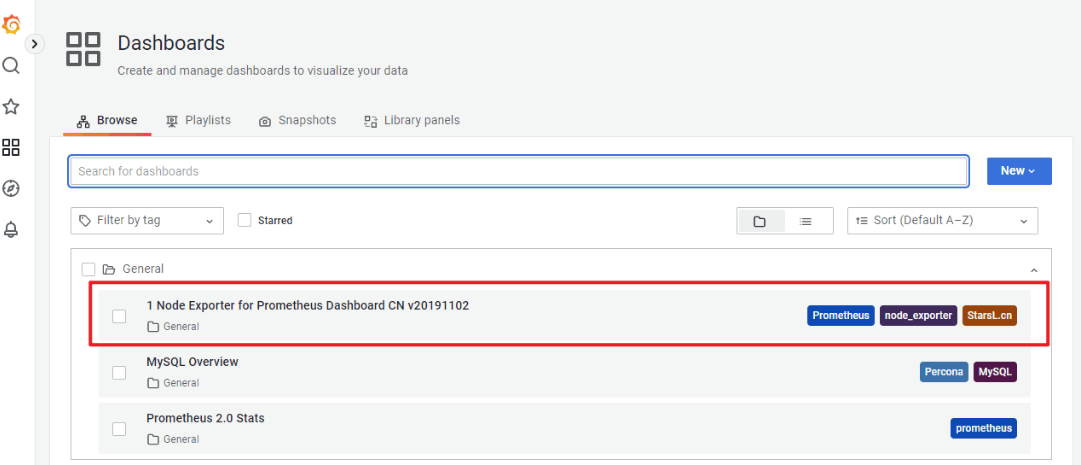 Dashboards
Create and manage dashboards to visualize your data
Browse Playlists Snapshots Library panels
Search for dashboards
New
Filter by tag Starred Sort (Default A–Z)
General
1 Node Exporter for Prometheus Dashboard CN v20191102
General
Prometheus node_exporter StarsL.cn
MySQL Overview
General
Percona MySQL
Prometheus 2.0 Stats
General
prometheus